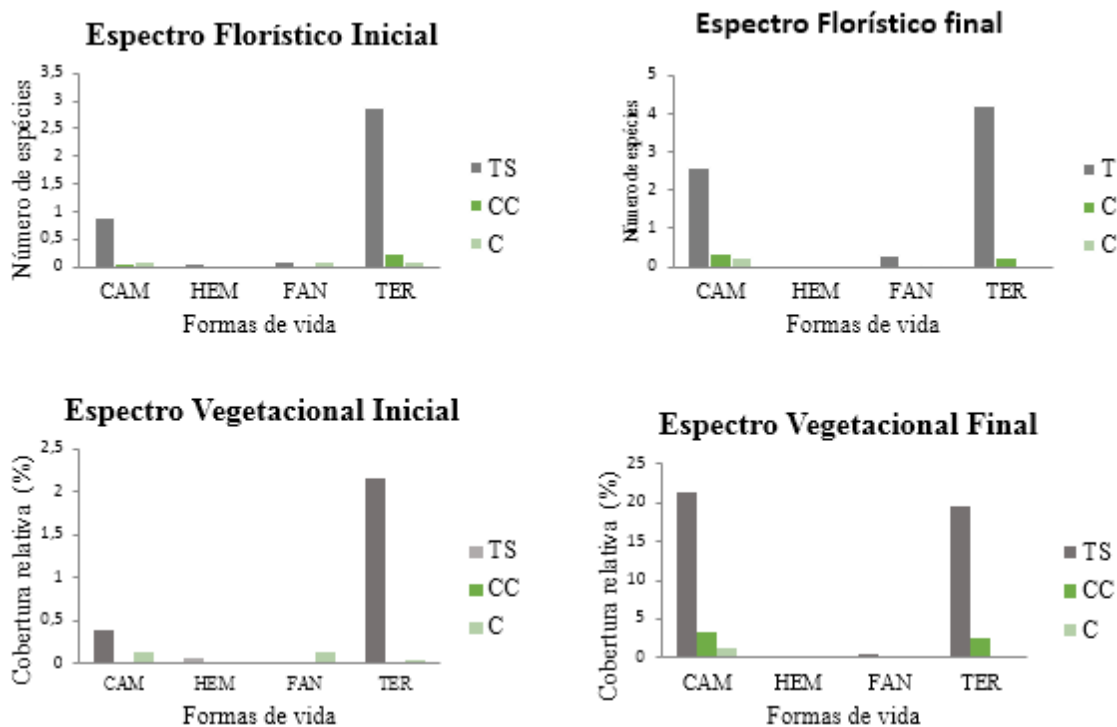 Espectro Florístico Inicial
Número de espécies
3,5
3
2,5
2
1,5
1
0,5
0
CAM HEM FAN TER
Formas de vida
TS
CC
C
Espectro Florístico final
Número de espécies
5
4
3
2
1
0
CAM HEM FAN TER
Formas de vida
T
C
C
Espectro Vegetacional Inicial
Cobertura relativa (%)
2,5
2
1,5
1
0,5
0
CAM HEM FAN TER
Formas de vida
TS
CC
C
Espectro Vegetacional Final
Cobertura relativa (%)
25
20
15
10
5
0
CAM HEM FAN TER
Formas de vida
TS
CC
C